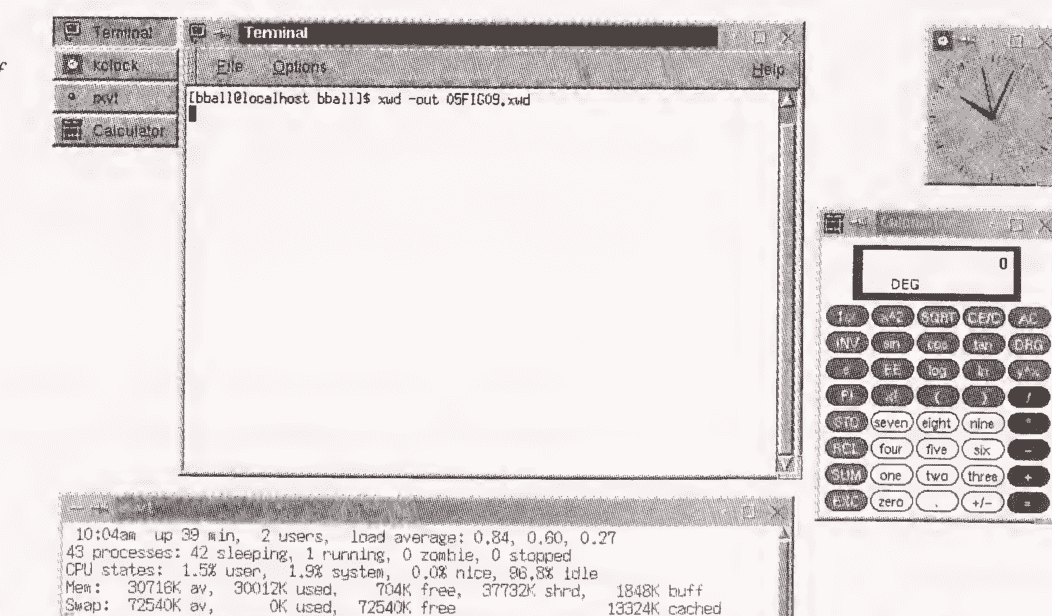 Terminal
kclock
rxvt
Calculator
Terminal
File Options Help
[bball@localhost bball]$ xwd -out 05FIG09.xwd
0
DEG
1/x x^2 SQRT CE/C AC
INV sin cos tan DRG
e EE log ln y^x
PI x! ( ) /
STO seven eight nine *
RCL four five six -
SUM one two three +
EXC zero . +/- =
10:04am up 39 min, 2 users, load average: 0.84, 0.60, 0.27
43 processes: 42 sleeping, 1 running, 0 zombie, 0 stopped
CPU states: 1.5% user, 1.9% system, 0.0% nice, 96.8% idle
Mem: 30716K av, 30012K used, 704K free, 37732K shrd, 1848K buff
Swap: 72540K av, 0K used, 72540K free 13324K cached